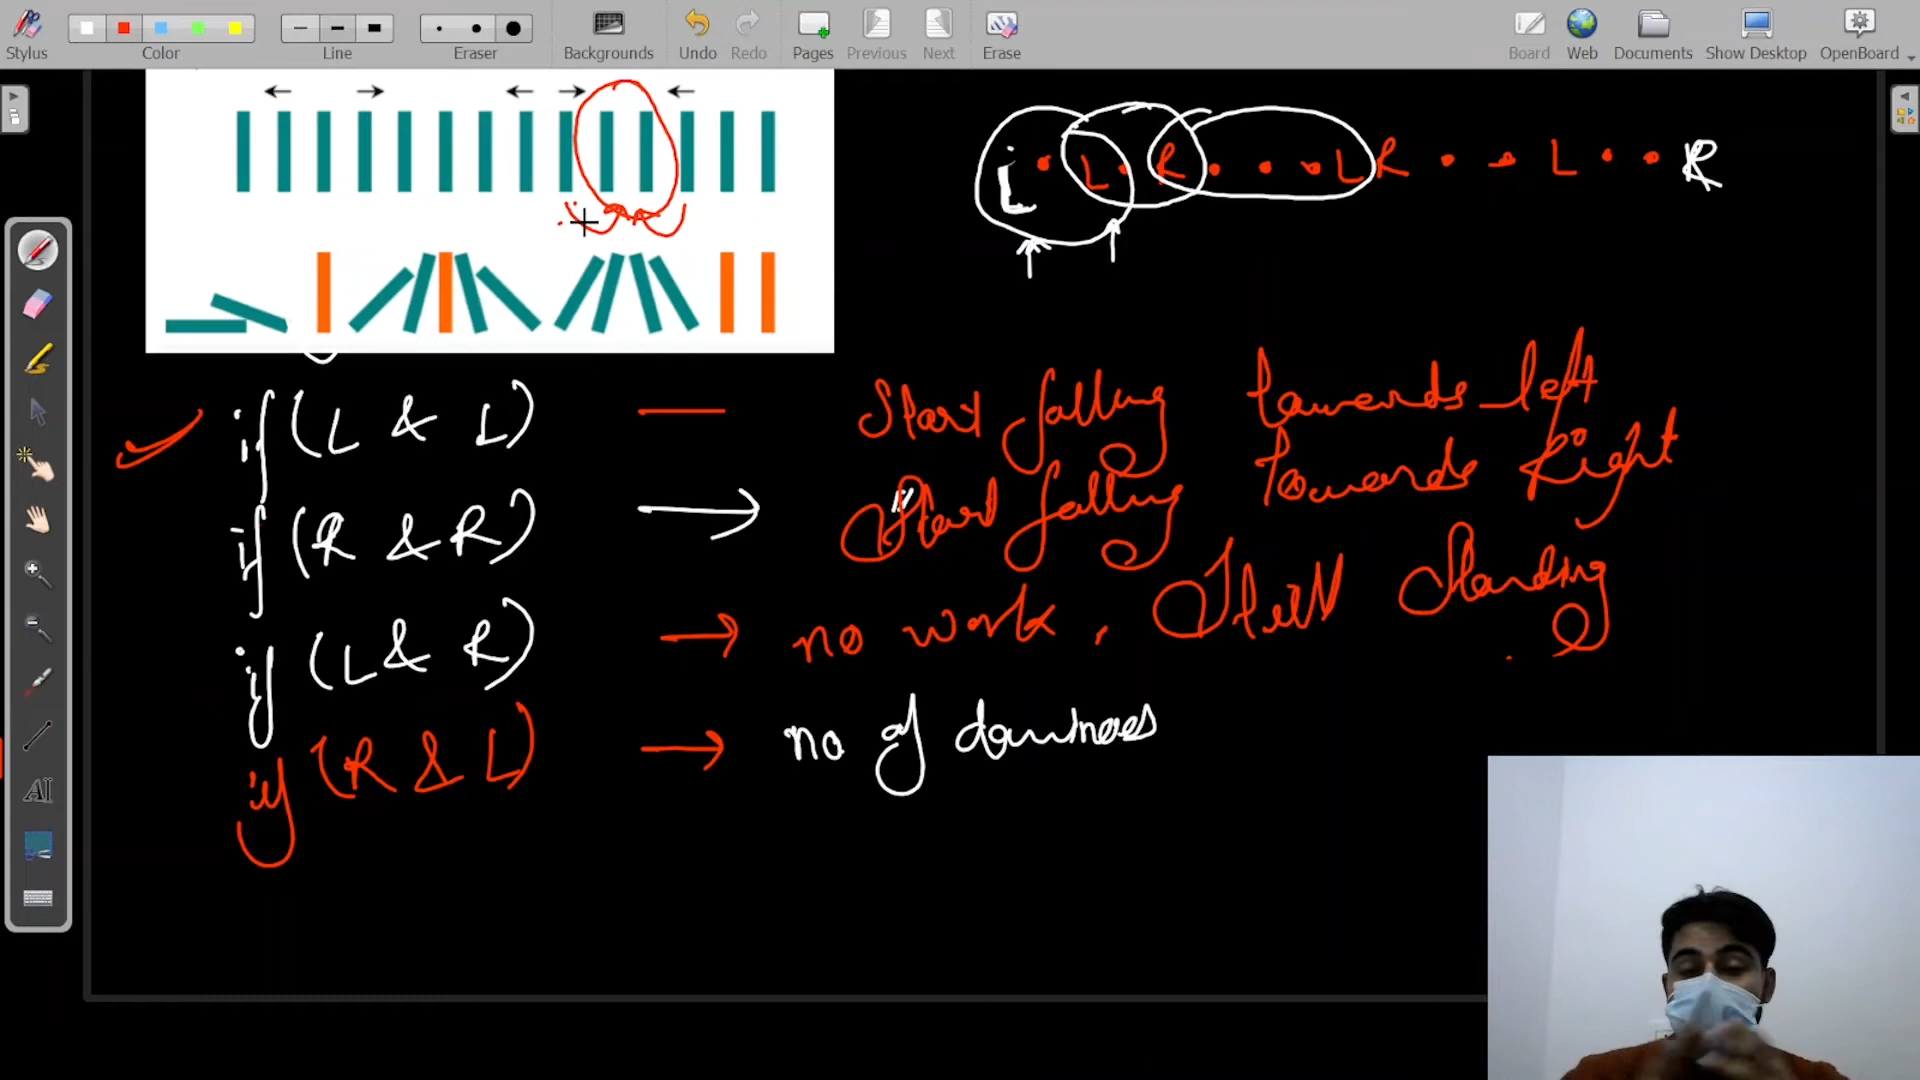 Stylus Color Line Eraser Backgrounds Undo Redo Pages Previous Next Erase Board Web Documents Show Desktop OpenBoard
L . L . R . . . L R . . L . . R
if (L & L) — Start falling towards left
if (R & R) → Start falling towards Right
if (L & R) → no work, Still Standing
if (R & L) → no of dominoes
AI